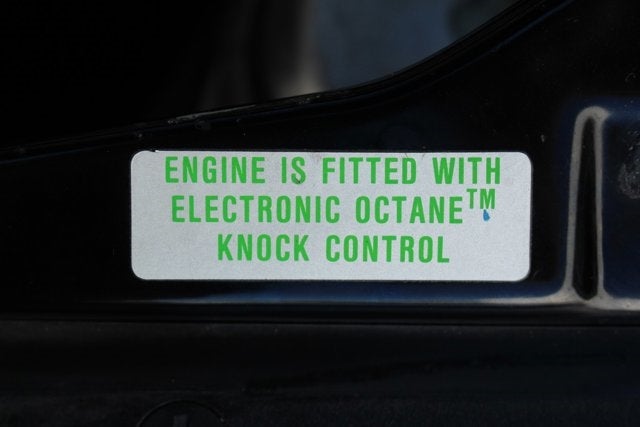 ENGINE IS FITTED WITH
ELECTRONIC OCTANE™
KNOCK CONTROL